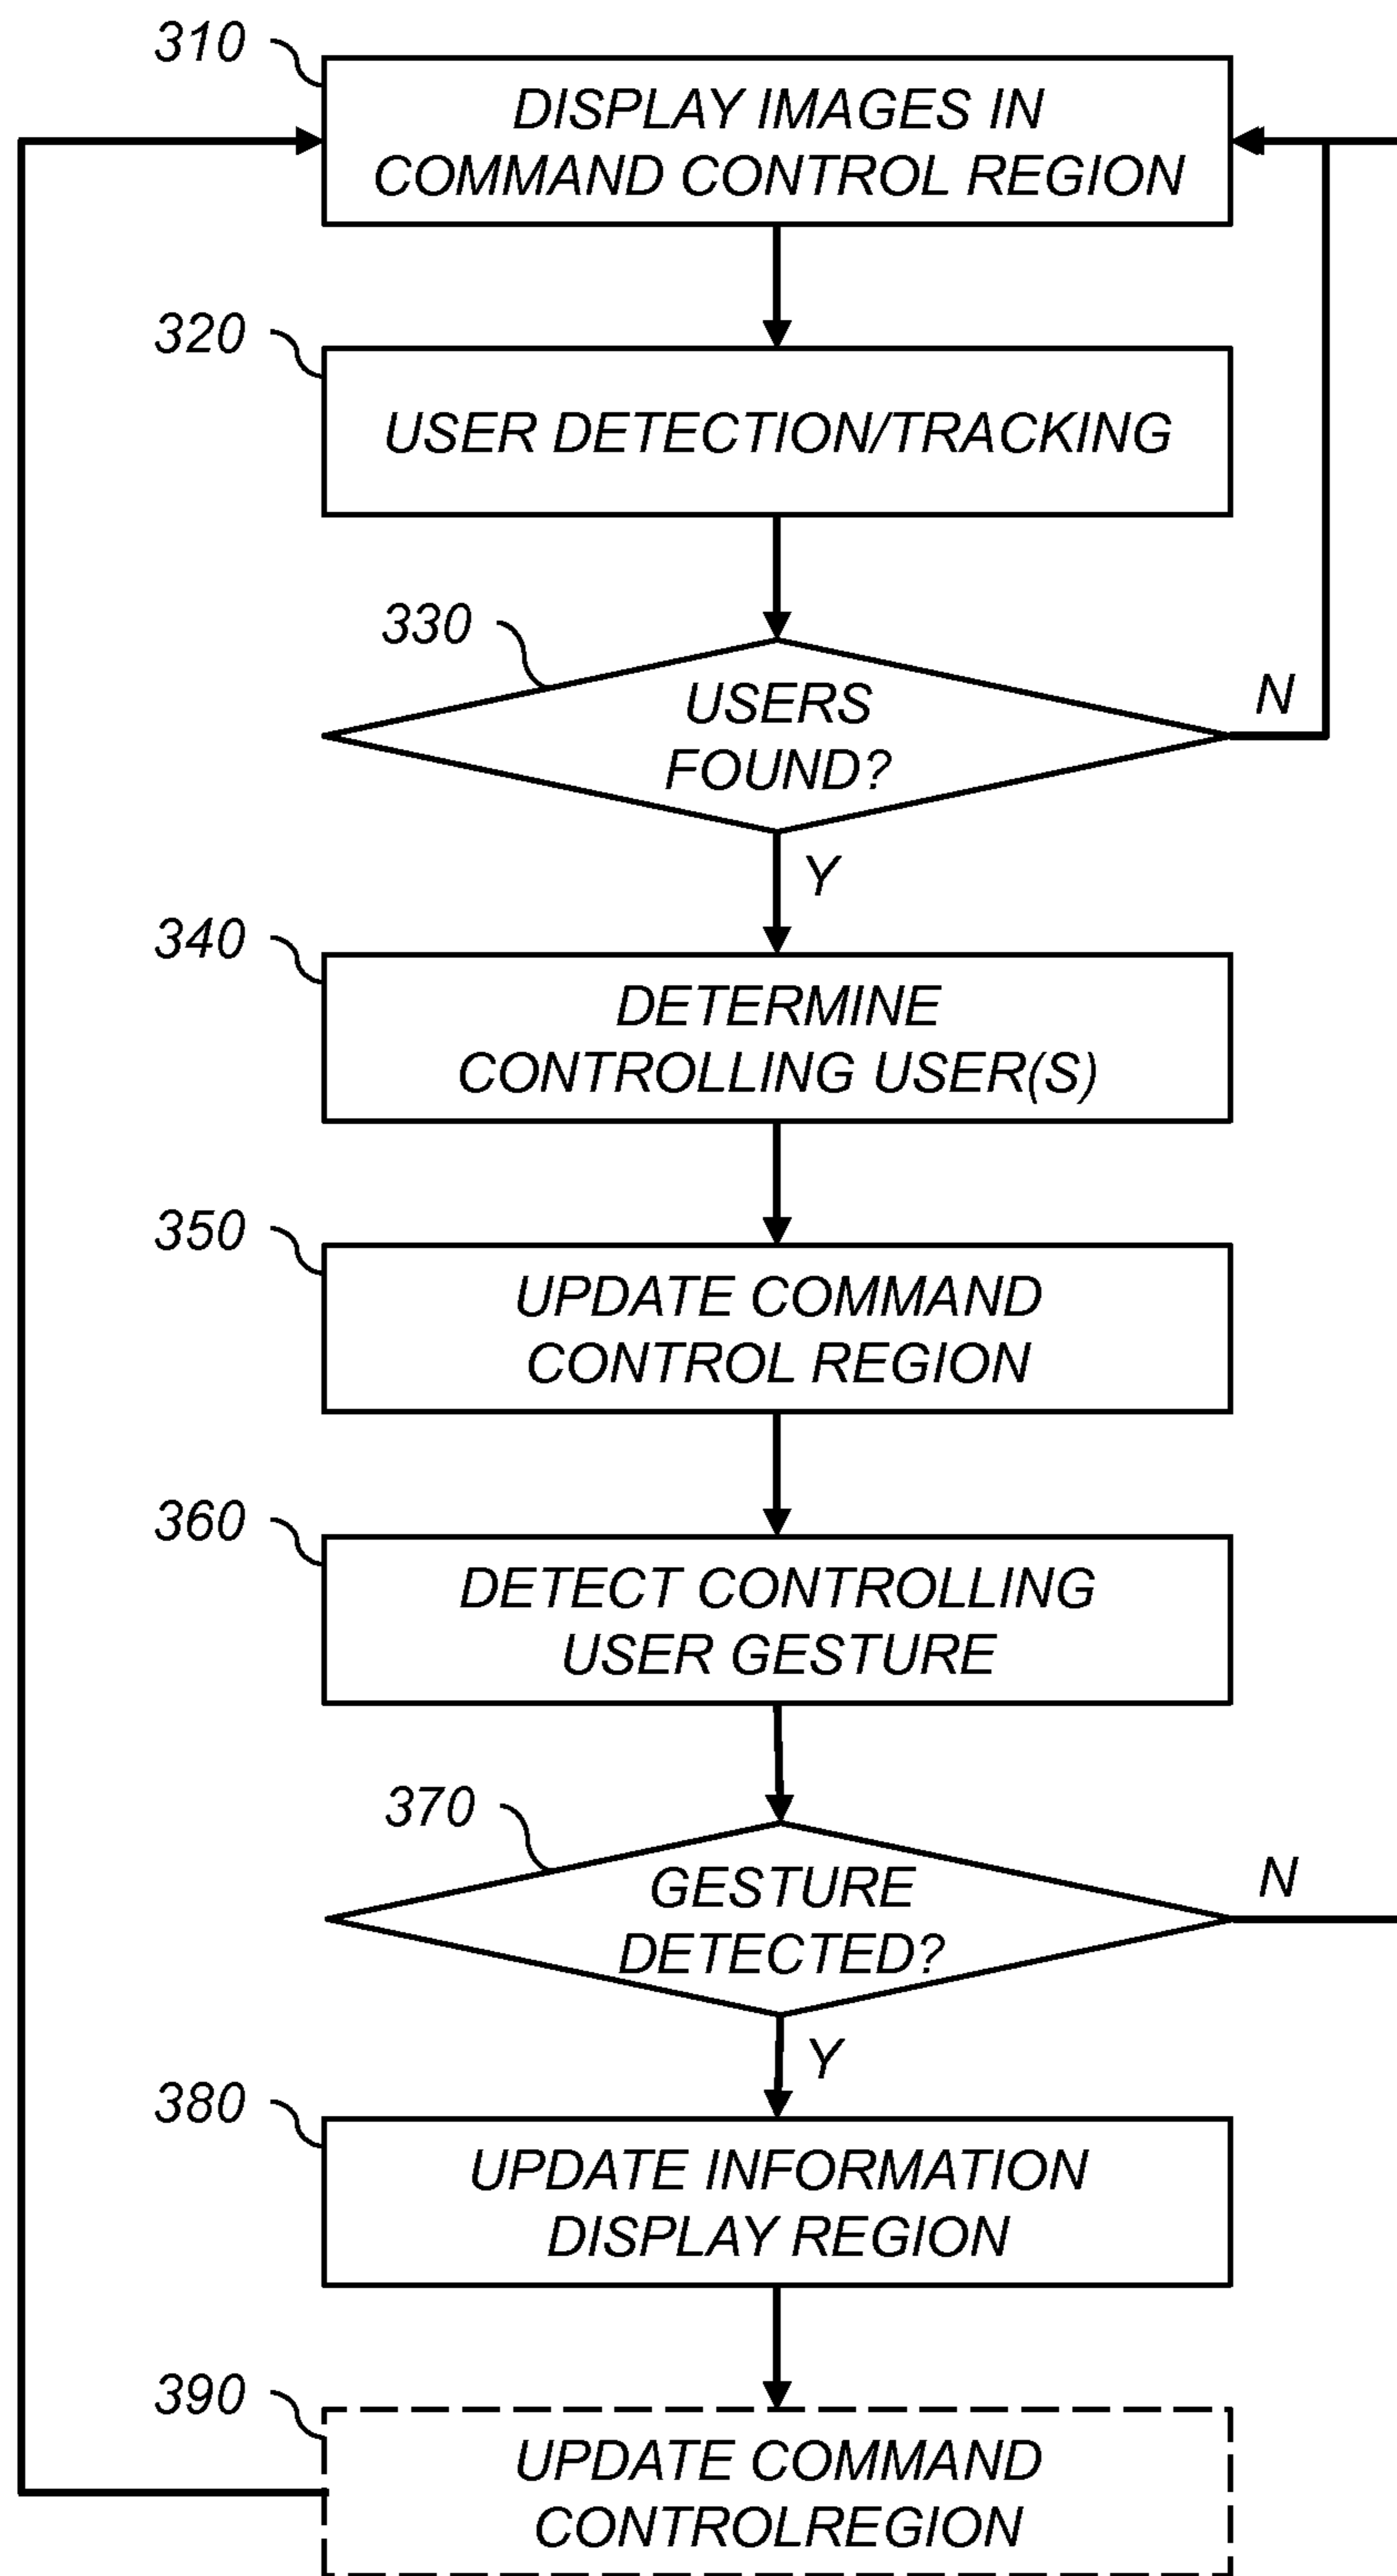 310
DISPLAY IMAGES IN
COMMAND CONTROL REGION
320
USER DETECTION/TRACKING
330
USERS
FOUND?
N
Y
340
DETERMINE
CONTROLLING USER(S)
350
UPDATE COMMAND
CONTROL REGION
360
DETECT CONTROLLING
USER GESTURE
370
GESTURE
DETECTED?
N
Y
380
UPDATE INFORMATION
DISPLAY REGION
390
UPDATE COMMAND
CONTROLREGION